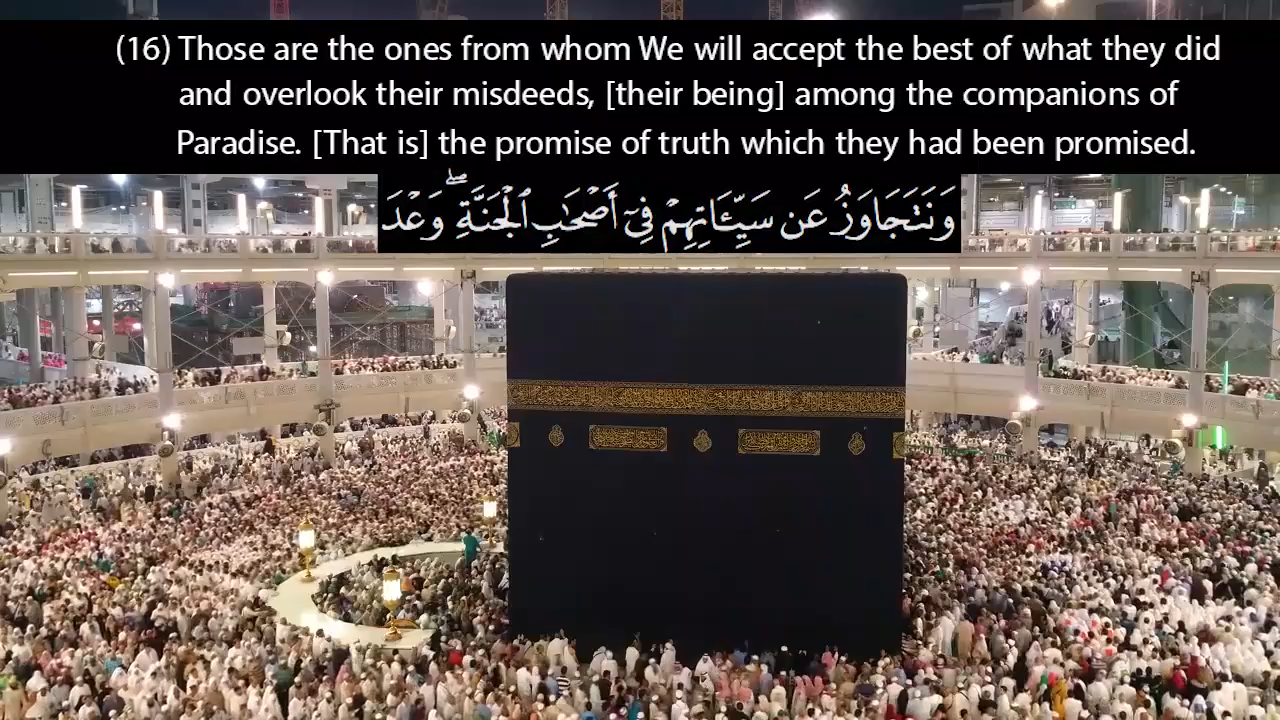 (16) Those are the ones from whom We will accept the best of what they did
and overlook their misdeeds, [their being] among the companions of
Paradise. [That is] the promise of truth which they had been promised.
وَنَتَجَاوَزُ عَن سَيِّـَٔاتِهِمْ فِىٓ أَصْحَـٰبِ ٱلْجَنَّةِ ۖ وَعْدَ